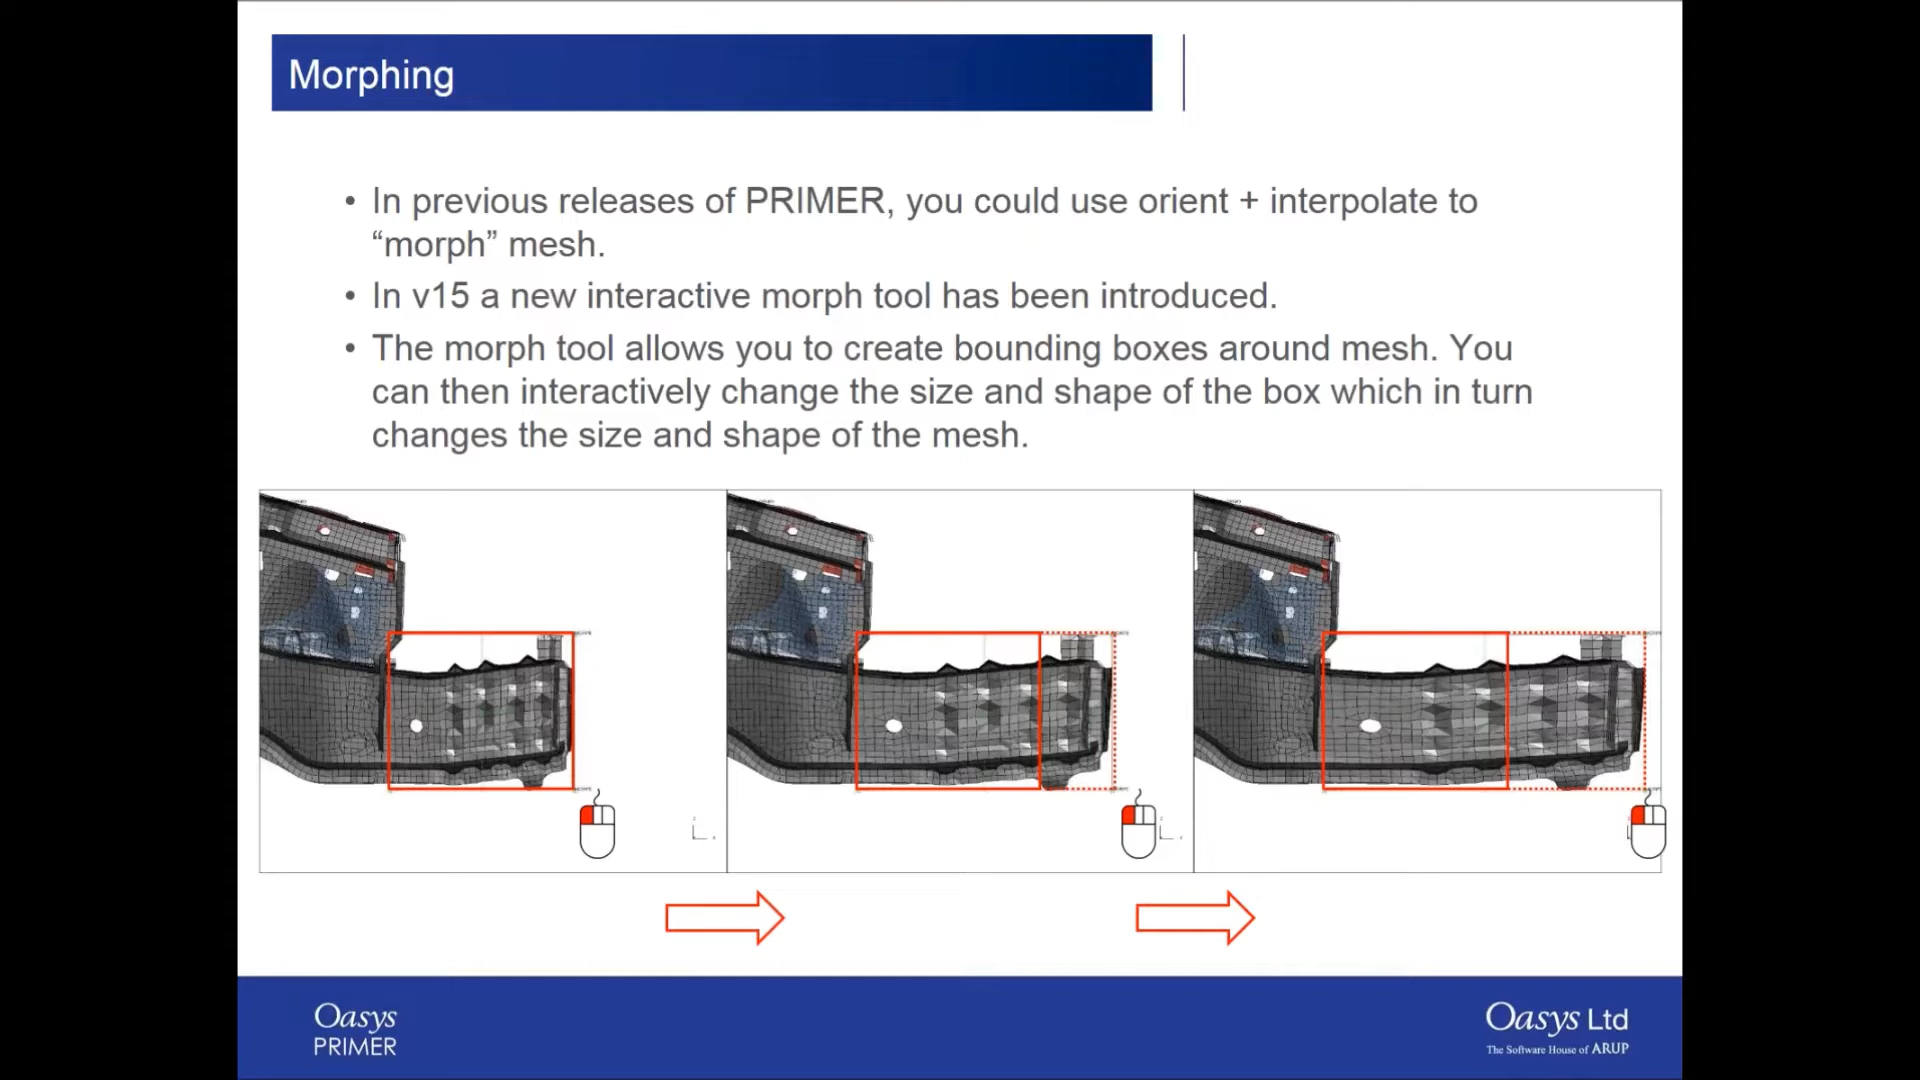 Morphing
• In previous releases of PRIMER, you could use orient + interpolate to
“morph” mesh.
• In v15 a new interactive morph tool has been introduced.
• The morph tool allows you to create bounding boxes around mesh. You
can then interactively change the size and shape of the box which in turn
changes the size and shape of the mesh.
Oasys
PRIMER
Oasys Ltd
The Software House of ARUP